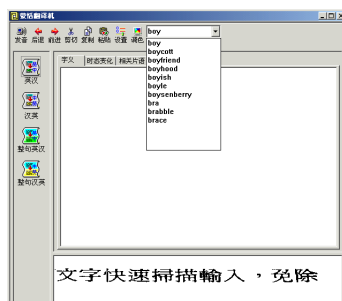 爱恬翻译机
发音 后退 前进 剪切 复制 粘贴 设置 调色 boy
boy
boycott
boyfriend
boyhood
boyish
boyle
boysenberry
bra
brabble
brace
字义 时态变化 相关片语
英汉
汉英
整句英汉
整句汉英
文字快速掃描輸入，免除